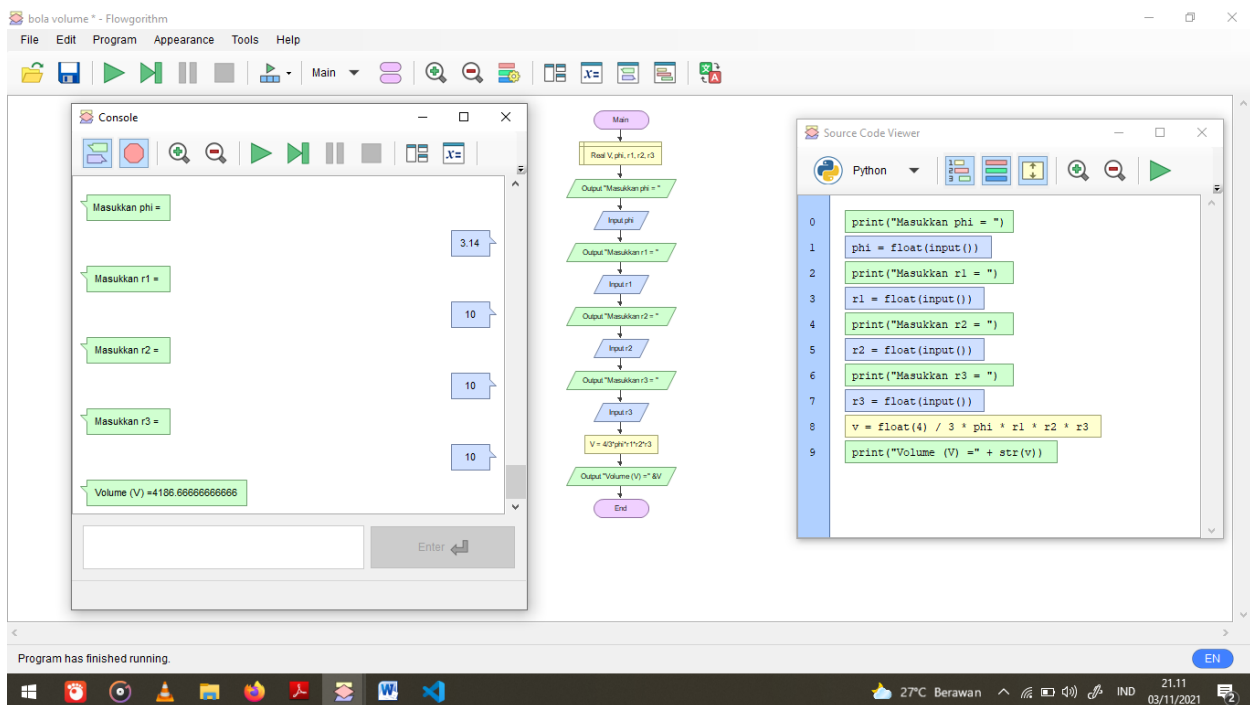 bola volume * - Flowgorithm
File Edit Program Appearance Tools Help
Main
Console
Masukkan phi =
3.14
Masukkan r1 =
10
Masukkan r2 =
10
Masukkan r3 =
10
Volume (V) =4186.66666666666
Enter
Main
Real V, phi, r1, r2, r3
Output "Masukkan phi = "
Input phi
Output "Masukkan r1 = "
Input r1
Output "Masukkan r2 = "
Input r2
Output "Masukkan r3 = "
Input r3
V = 4/3*phi*r1*r2*r3
Output "Volume (V) =" &V
End
Source Code Viewer
Python
0 print("Masukkan phi = ")
1 phi = float(input())
2 print("Masukkan r1 = ")
3 r1 = float(input())
4 print("Masukkan r2 = ")
5 r2 = float(input())
6 print("Masukkan r3 = ")
7 r3 = float(input())
8 v = float(4) / 3 * phi * r1 * r2 * r3
9 print("Volume (V) =" + str(v))
Program has finished running.
EN
27°C Berawan
IND
21.11
03/11/2021
2